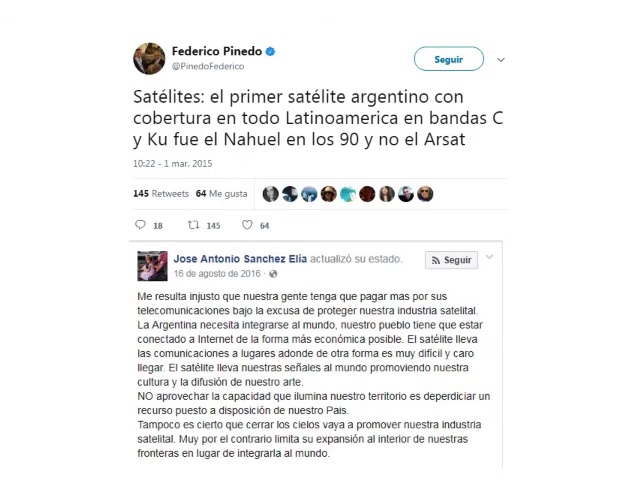 Federico Pinedo
@PinedoFederico
Seguir
Satélites: el primer satélite argentino con
cobertura en todo Latinoamerica en bandas C
y Ku fue el Nahuel en los 90 y no el Arsat
10:22 - 1 mar. 2015
145 Retweets 64 Me gusta
18 145 64
Jose Antonio Sanchez Elía actualizó su estado.
Seguir
16 de agosto de 2016 ·
Me resulta injusto que nuestra gente tenga que pagar mas por sus
telecomunicaciones bajo la excusa de proteger nuestra industria satelital.
La Argentina necesita integrarse al mundo, nuestro pueblo tiene que estar
conectado a Internet de la forma más económica posible. El satélite lleva
las comunicaciones a lugares adonde de otra forma es muy difícil y caro
llegar. El satélite lleva nuestras señales al mundo promoviendo nuestra
cultura y la difusión de nuestro arte.
NO aprovechar la capacidad que ilumina nuestro territorio es deperdiciar un
recurso puesto a disposición de nuestro Pais.
Tampoco es cierto que cerrar los cielos vaya a promover nuestra industria
satelital. Muy por el contrario limita su expansión al interior de nuestras
fronteras en lugar de integrarla al mundo.